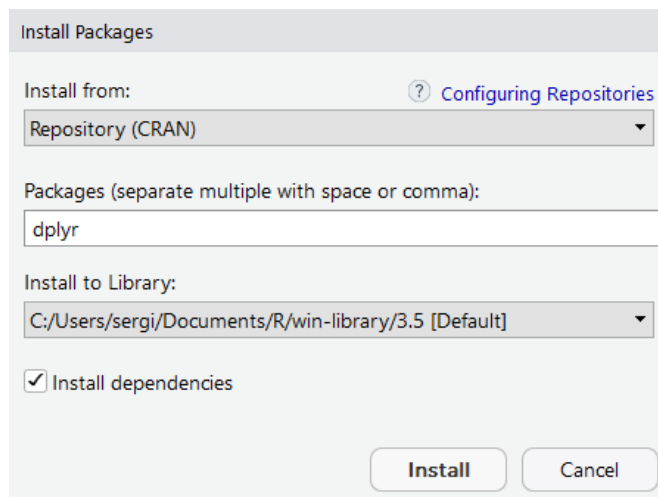 Install Packages
Install from:
? Configuring Repositories
Repository (CRAN)
Packages (separate multiple with space or comma):
dplyr
Install to Library:
C:/Users/sergi/Documents/R/win-library/3.5 [Default]
Install dependencies
Install
Cancel